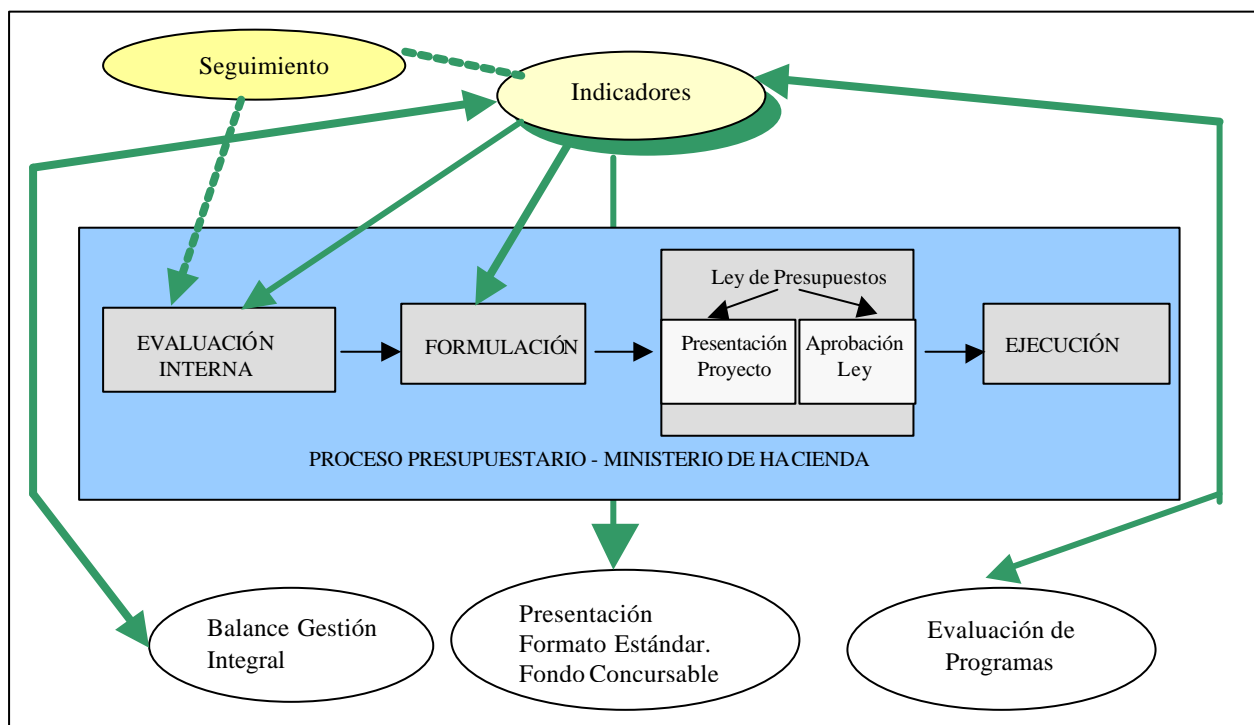 Seguimiento
Indicadores
Ley de Presupuestos
EVALUACIÓN
INTERNA
FORMULACIÓN
Presentación
Proyecto
Aprobación
Ley
EJECUCIÓN
PROCESO PRESUPUESTARIO - MINISTERIO DE HACIENDA
Balance Gestión
Integral
Presentación
Formato Estándar.
Fondo Concursable
Evaluación de
Programas